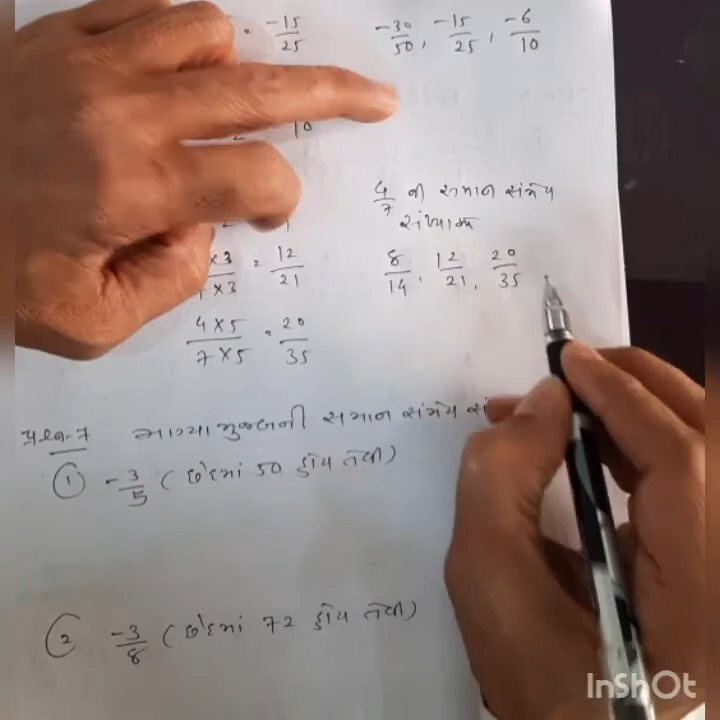 = -15/25 -30/50, -15/25, -6/10
10
4/7 ની સમાન સંમેય
સંખ્યાઓ
×3/×3 = 12/21 8/14, 12/21, 20/35
4×5/7×5 = 20/35
પ્રશ્ન-7 માગ્યા મુજબની સમાન સંમેય
① -3/5 (છેદમાં 50 હોય તેવી)
② -3/8 (છેદમાં 72 હોય તેવી)
InShOt